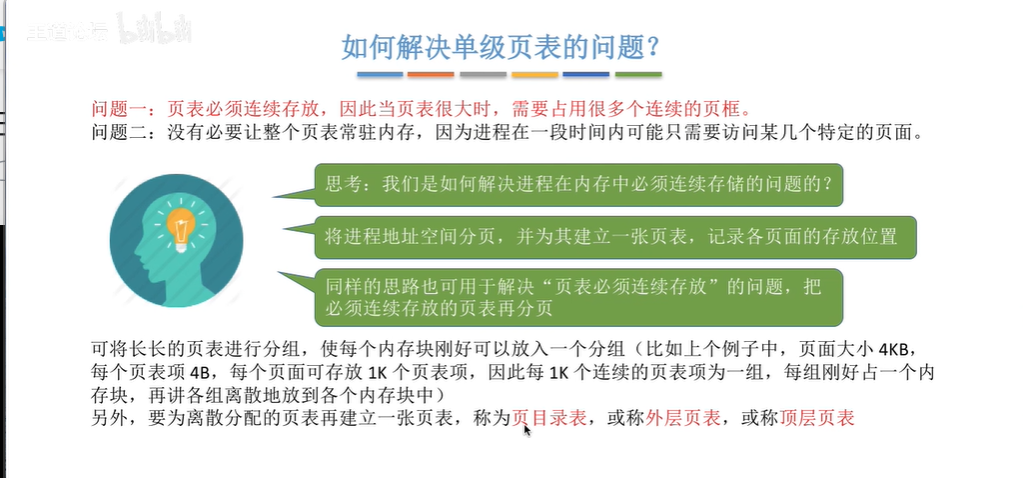 王道论坛 bilibili
如何解决单级页表的问题？
问题一：页表必须连续存放，因此当页表很大时，需要占用很多个连续的页框。
问题二：没有必要让整个页表常驻内存，因为进程在一段时间内可能只需要访问某几个特定的页面。
思考：我们是如何解决进程在内存中必须连续存储的问题的？
将进程地址空间分页，并为其建立一张页表，记录各页面的存放位置
同样的思路也可用于解决“页表必须连续存放”的问题，把
必须连续存放的页表再分页
可将长长的页表进行分组，使每个内存块刚好可以放入一个分组（比如上个例子中，页面大小 4KB，
每个页表项 4B，每个页面可存放 1K 个页表项，因此每 1K 个连续的页表项为一组，每组刚好占一个内
存块，再讲各组离散地放到各个内存块中）
另外，要为离散分配的页表再建立一张页表，称为页目录表，或称外层页表，或称顶层页表